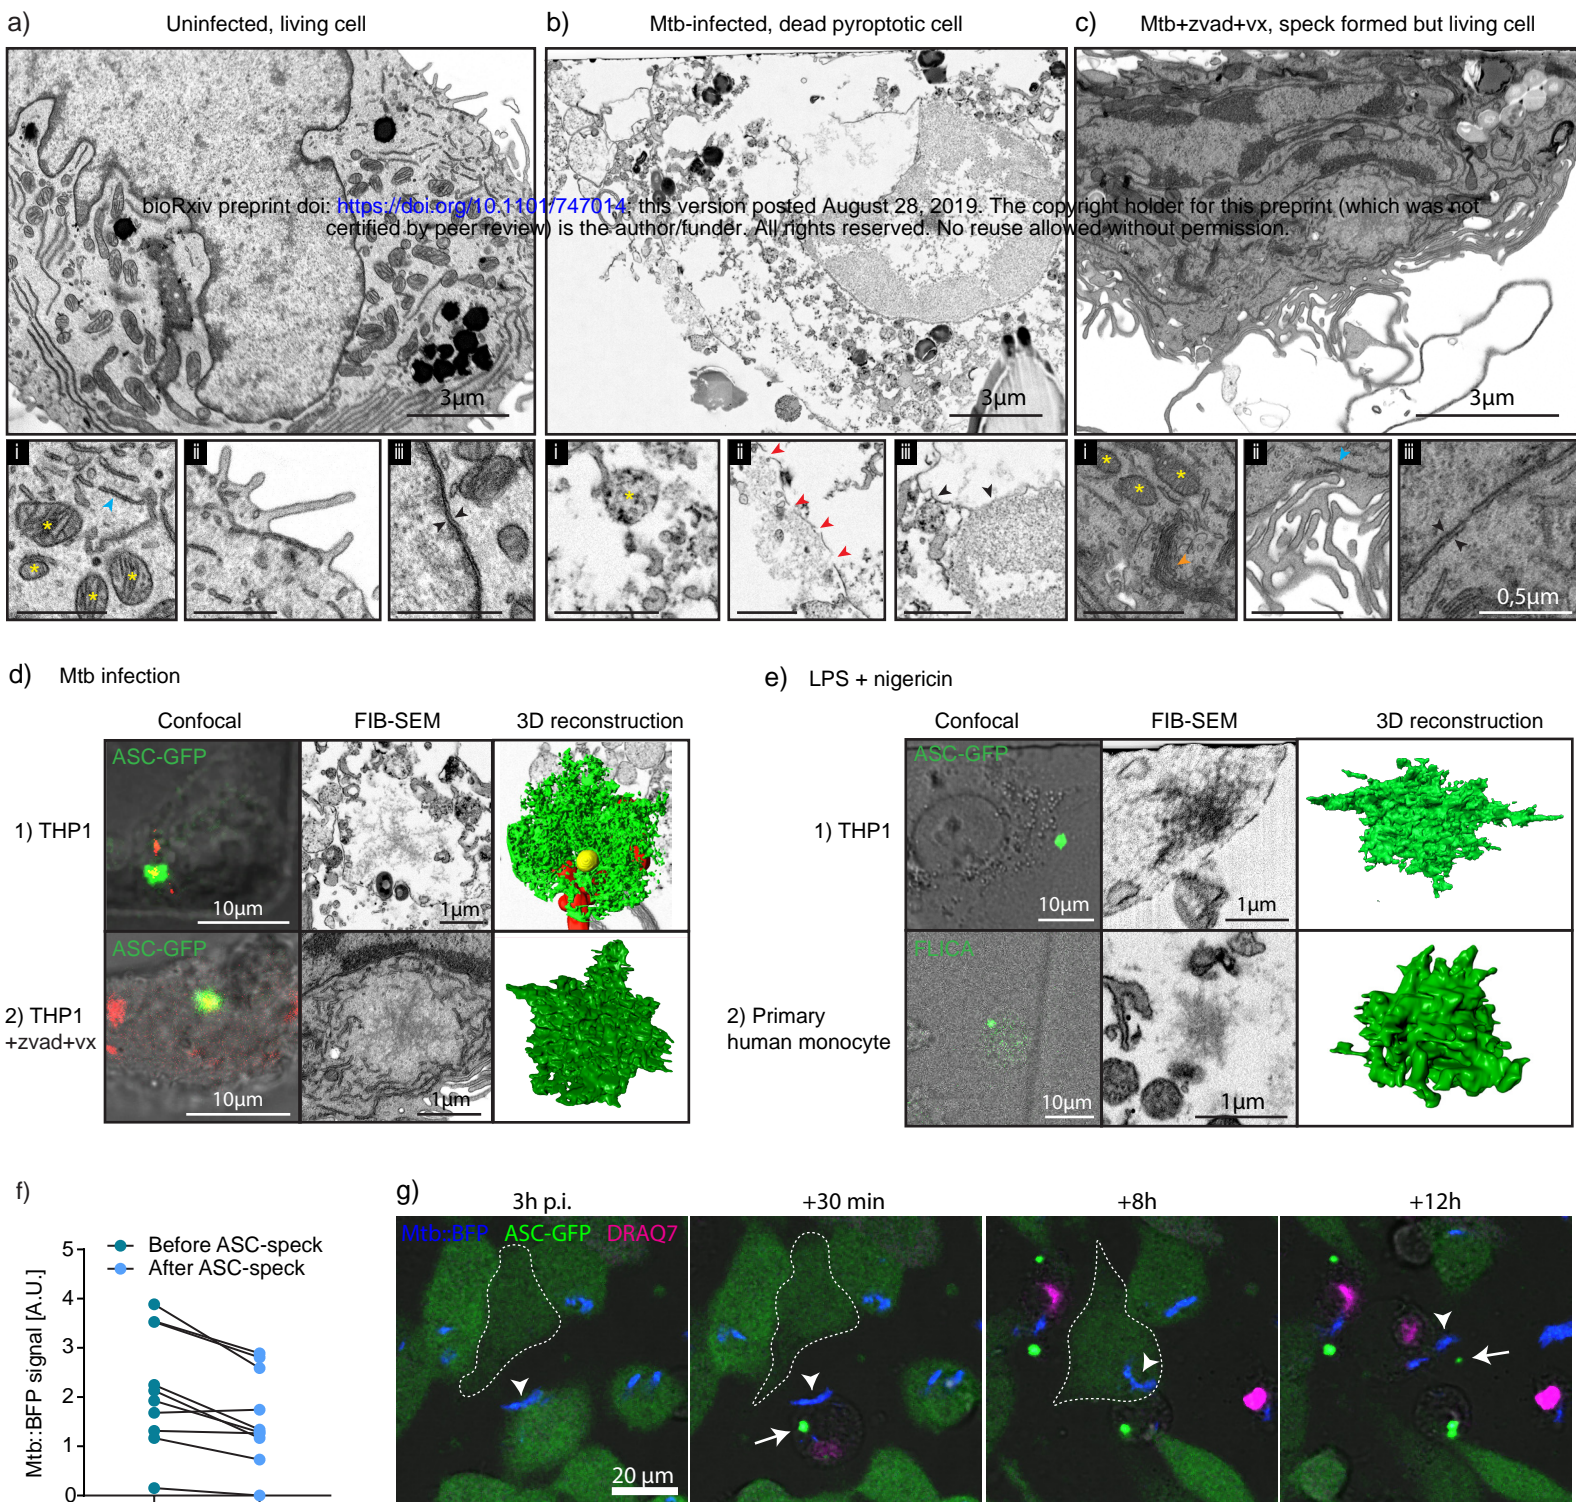 a)
Uninfected, living cell
b)
Mtb-infected, dead pyroptotic cell
c)
Mtb+zvad+vx, speck formed but living cell
bioRxiv preprint doi: https://doi.org/10.1101/747014; this version posted August 28, 2019. The copyright holder for this preprint (which was not
certified by peer review) is the author/funder. All rights reserved. No reuse allowed without permission.
3µm
3µm
3µm
i
ii
iii
i
ii
iii
i
ii
iii
0,5µm
d)
Mtb infection
Confocal
FIB-SEM
3D reconstruction
ASC-GFP
1) THP1
10µm
1µm
ASC-GFP
2) THP1
+zvad+vx
10µm
1µm
e)
LPS + nigericin
Confocal
FIB-SEM
3D reconstruction
ASC-GFP
1) THP1
10µm
1µm
FLICA
2) Primary
human monocyte
10µm
1µm
f)
Before ASC-speck
After ASC-speck
Mtb::BFP signal [A.U.]
5
4
3
2
1
0
g)
3h p.i.
+30 min
+8h
+12h
Mtb::BFP ASC-GFP DRAQ7
20 µm